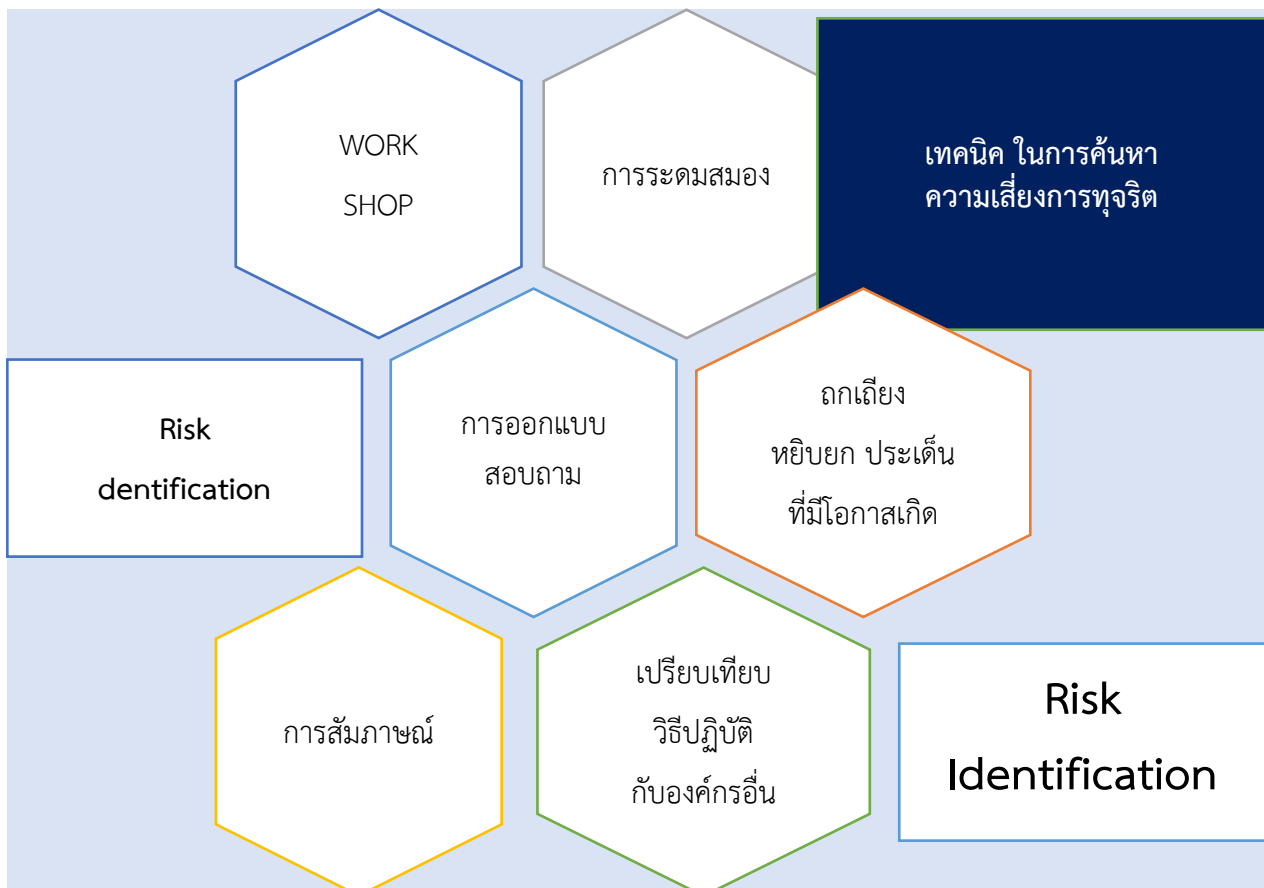 WORK
SHOP
การระดมสมอง
เทคนิค ในการค้นหา
ความเสี่ยงการทุจริต
Risk
dentification
การออกแบบ
สอบถาม
ถกเถียง
หยิบยก ประเด็น
ที่มีโอกาสเกิด
การสัมภาษณ์
เปรียบเทียบ
วิธีปฏิบัติ
กับองค์กรอื่น
Risk
Identification